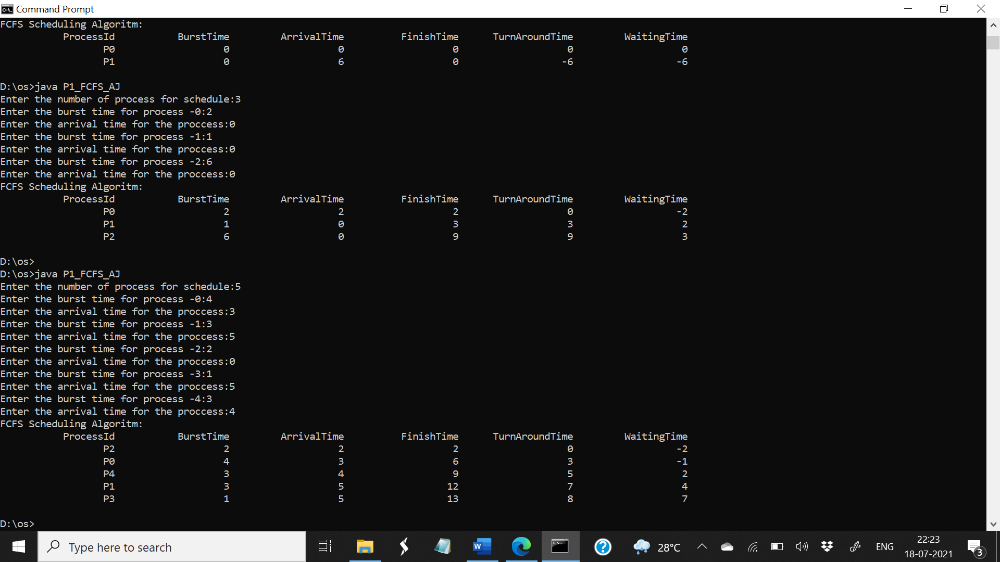 Command Prompt
FCFS Scheduling Algoritm:
ProcessId BurstTime ArrivalTime FinishTime TurnAroundTime WaitingTime
P0 0 0 0 0 0
P1 0 6 0 -6 -6
D:\os>java P1_FCFS_AJ
Enter the number of process for schedule:3
Enter the burst time for process -0:2
Enter the arrival time for the proccess:0
Enter the burst time for process -1:1
Enter the arrival time for the proccess:0
Enter the burst time for process -2:6
Enter the arrival time for the proccess:0
FCFS Scheduling Algoritm:
ProcessId BurstTime ArrivalTime FinishTime TurnAroundTime WaitingTime
P0 2 2 2 0 -2
P1 1 0 3 3 2
P2 6 0 9 9 3
D:\os>
D:\os>java P1_FCFS_AJ
Enter the number of process for schedule:5
Enter the burst time for process -0:4
Enter the arrival time for the proccess:3
Enter the burst time for process -1:3
Enter the arrival time for the proccess:5
Enter the burst time for process -2:2
Enter the arrival time for the proccess:0
Enter the burst time for process -3:1
Enter the arrival time for the proccess:5
Enter the burst time for process -4:3
Enter the arrival time for the proccess:4
FCFS Scheduling Algoritm:
ProcessId BurstTime ArrivalTime FinishTime TurnAroundTime WaitingTime
P2 2 2 2 0 -2
P0 4 3 6 3 -1
P4 3 4 9 5 2
P1 3 5 12 7 4
P3 1 5 13 8 7
D:\os>
Type here to search
28°C
ENG
22:23
18-07-2021
3